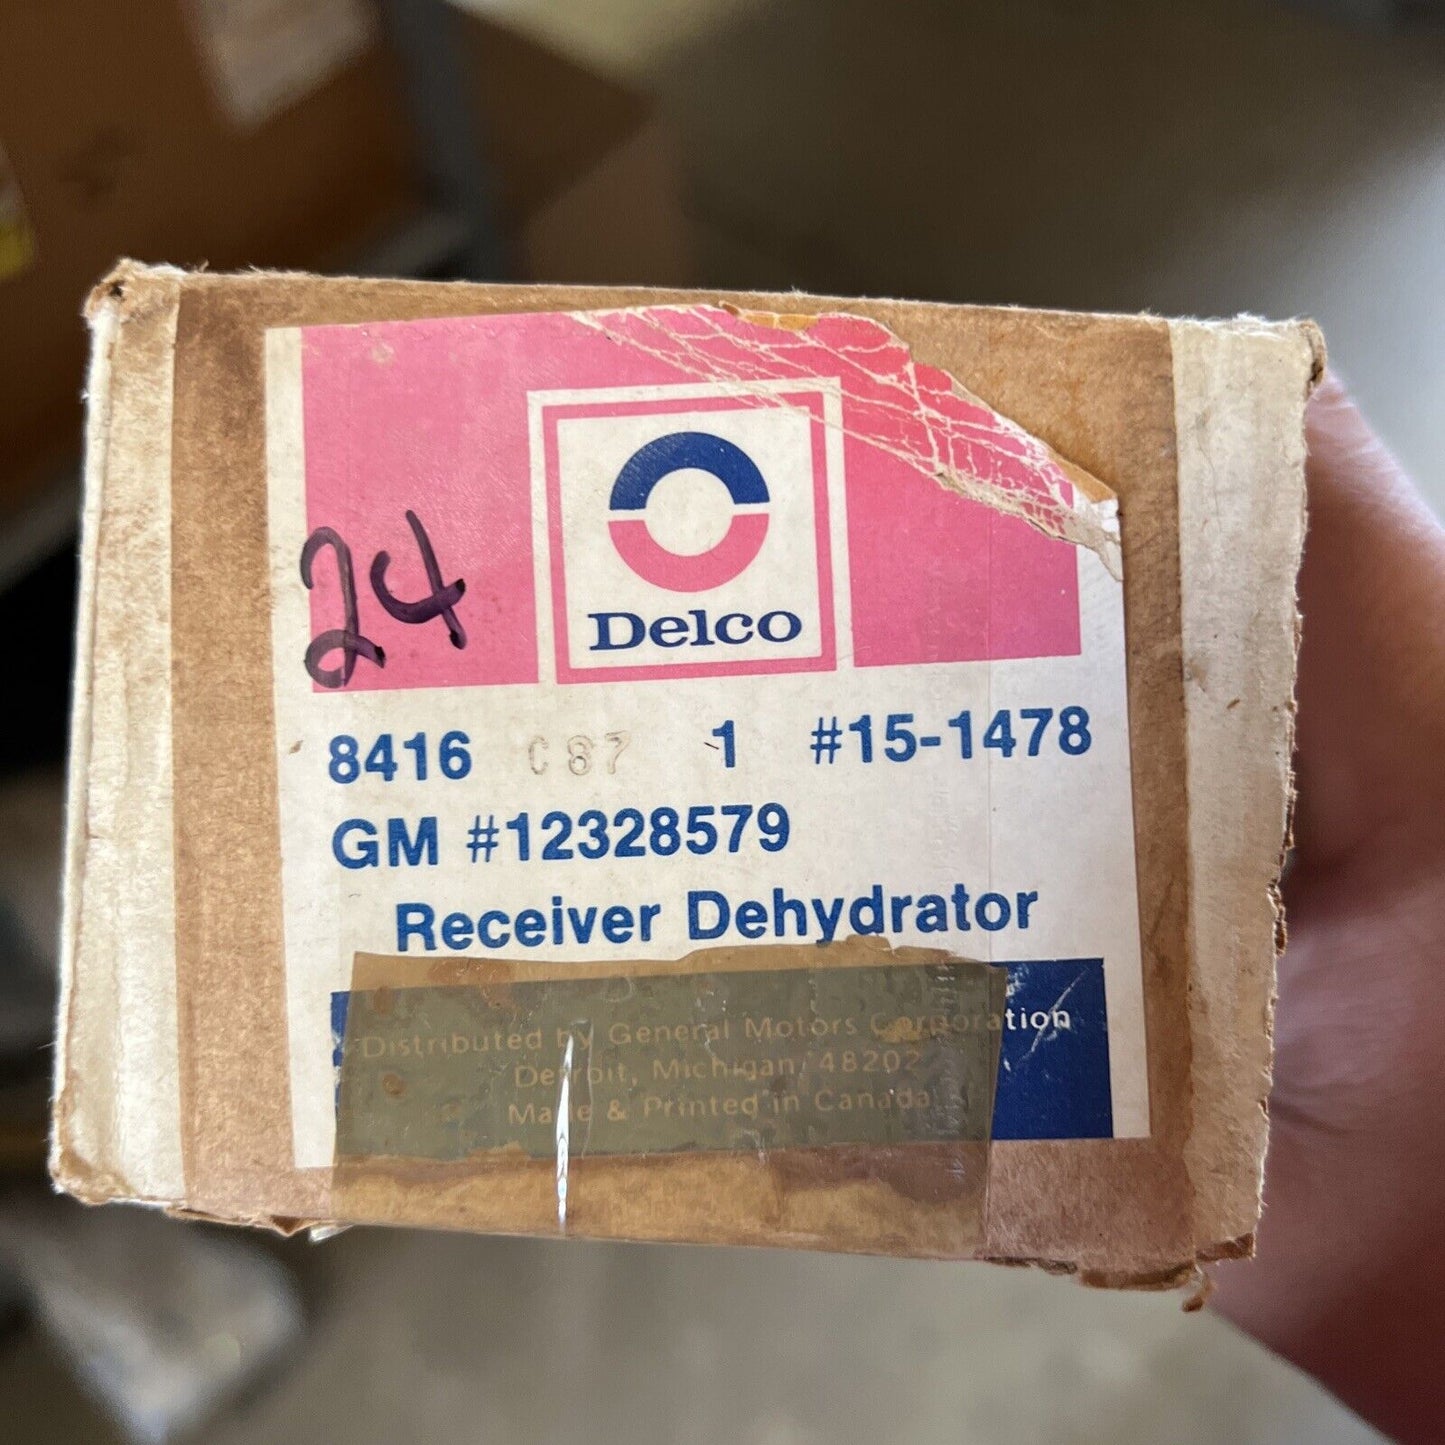 24
Delco
8416 C87 1 #15-1478
GM #12328579
Receiver Dehydrator
Distributed by General Motors Corporation
Detroit, Michigan 48202
Made & Printed in Canada